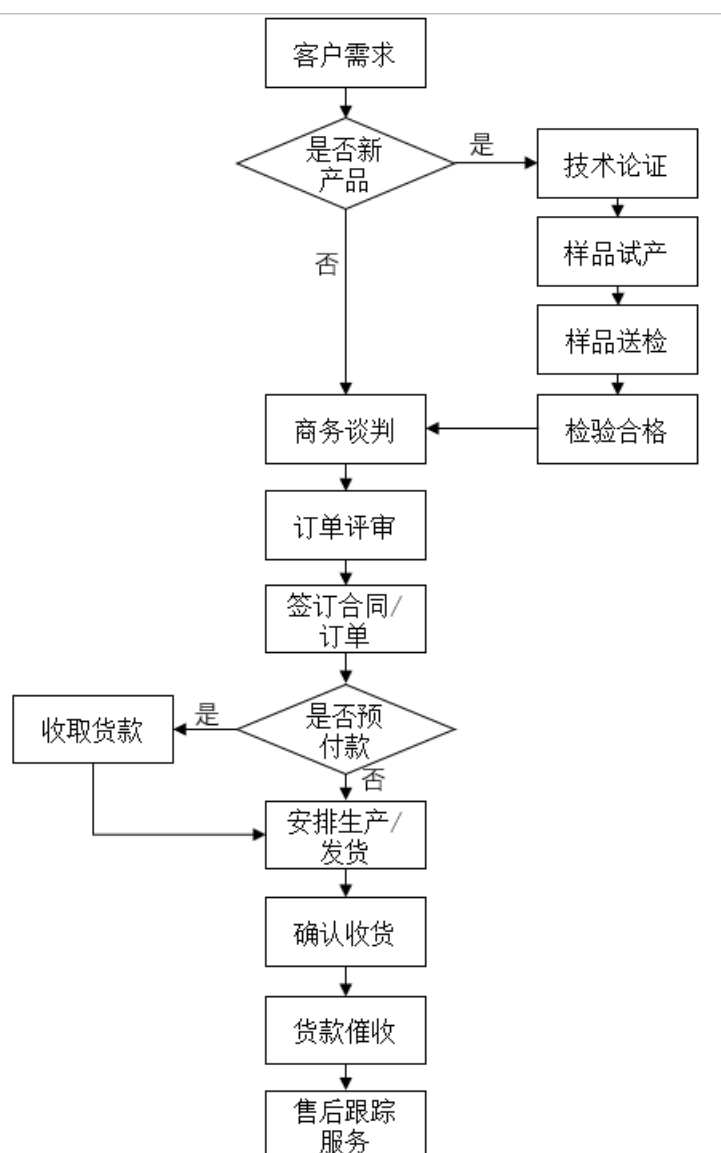 客户需求
是否新
产品
是
技术论证
样品试产
否
样品送检
商务谈判
检验合格
订单评审
签订合同/
订单
是否预
付款
是
收取货款
否
安排生产/
发货
确认收货
货款催收
售后跟踪
服务